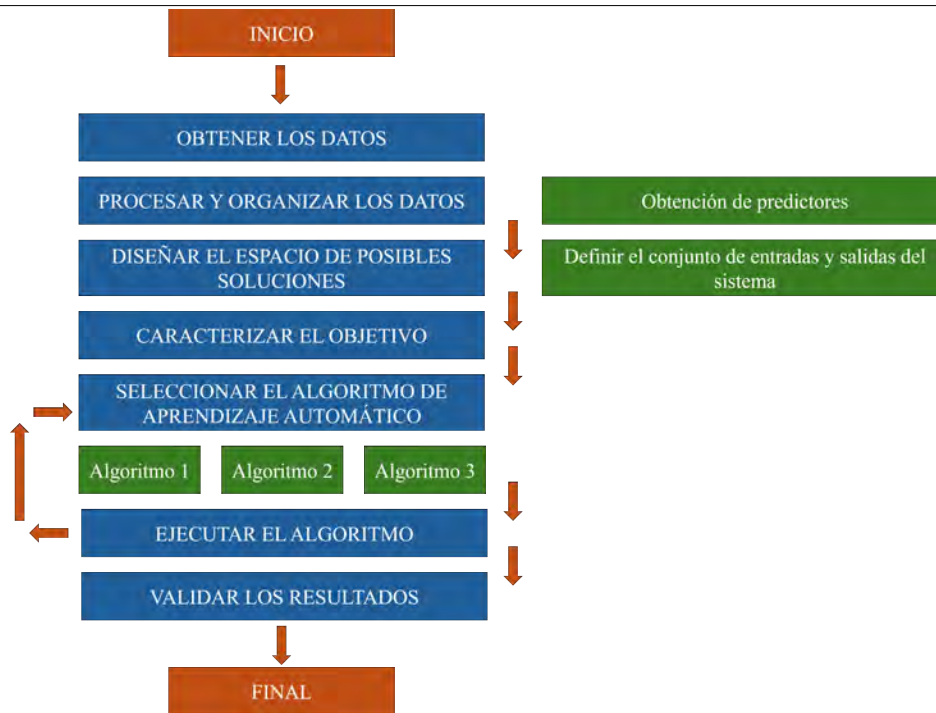 INICIO
OBTENER LOS DATOS
PROCESAR Y ORGANIZAR LOS DATOS
Obtención de predictores
DISEÑAR EL ESPACIO DE POSIBLES
SOLUCIONES
Definir el conjunto de entradas y salidas del
sistema
CARACTERIZAR EL OBJETIVO
SELECCIONAR EL ALGORITMO DE
APRENDIZAJE AUTOMÁTICO
Algoritmo 1
Algoritmo 2
Algoritmo 3
EJECUTAR EL ALGORITMO
VALIDAR LOS RESULTADOS
FINAL